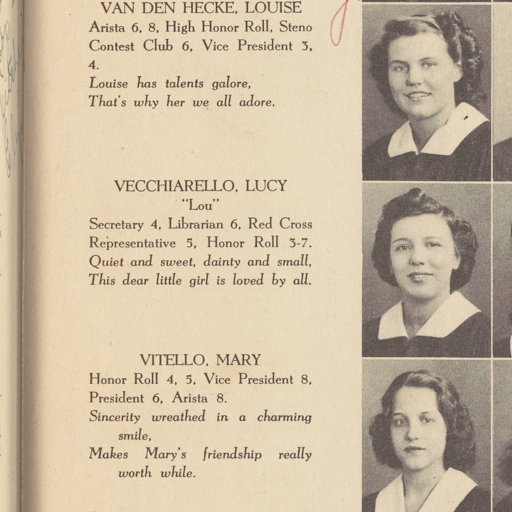 VAN DEN HECKE, LOUISE
Arista 6, 8, High Honor Roll, Steno
Contest Club 6, Vice President 3,
4.
Louise has talents galore,
That's why her we all adore.
VECCHIARELLO, LUCY
"Lou"
Secretary 4, Librarian 6, Red Cross
Representative 5, Honor Roll 3-7.
Quiet and sweet, dainty and small,
This dear little girl is loved by all.
VITELLO, MARY
Honor Roll 4, 5, Vice President 8,
President 6, Arista 8.
Sincerity wreathed in a charming
smile,
Makes Mary's friendship really
worth while.